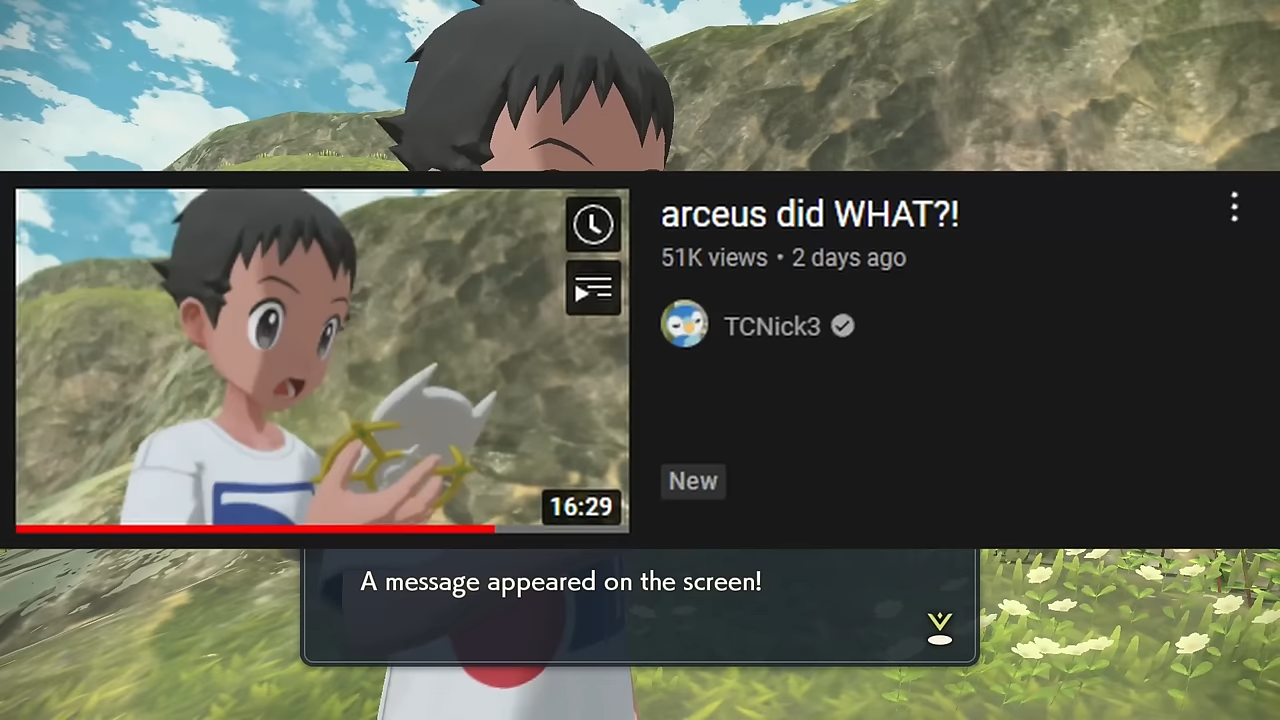 arceus did WHAT?!
51K views • 2 days ago
TCNick3
16:29
New
A message appeared on the screen!